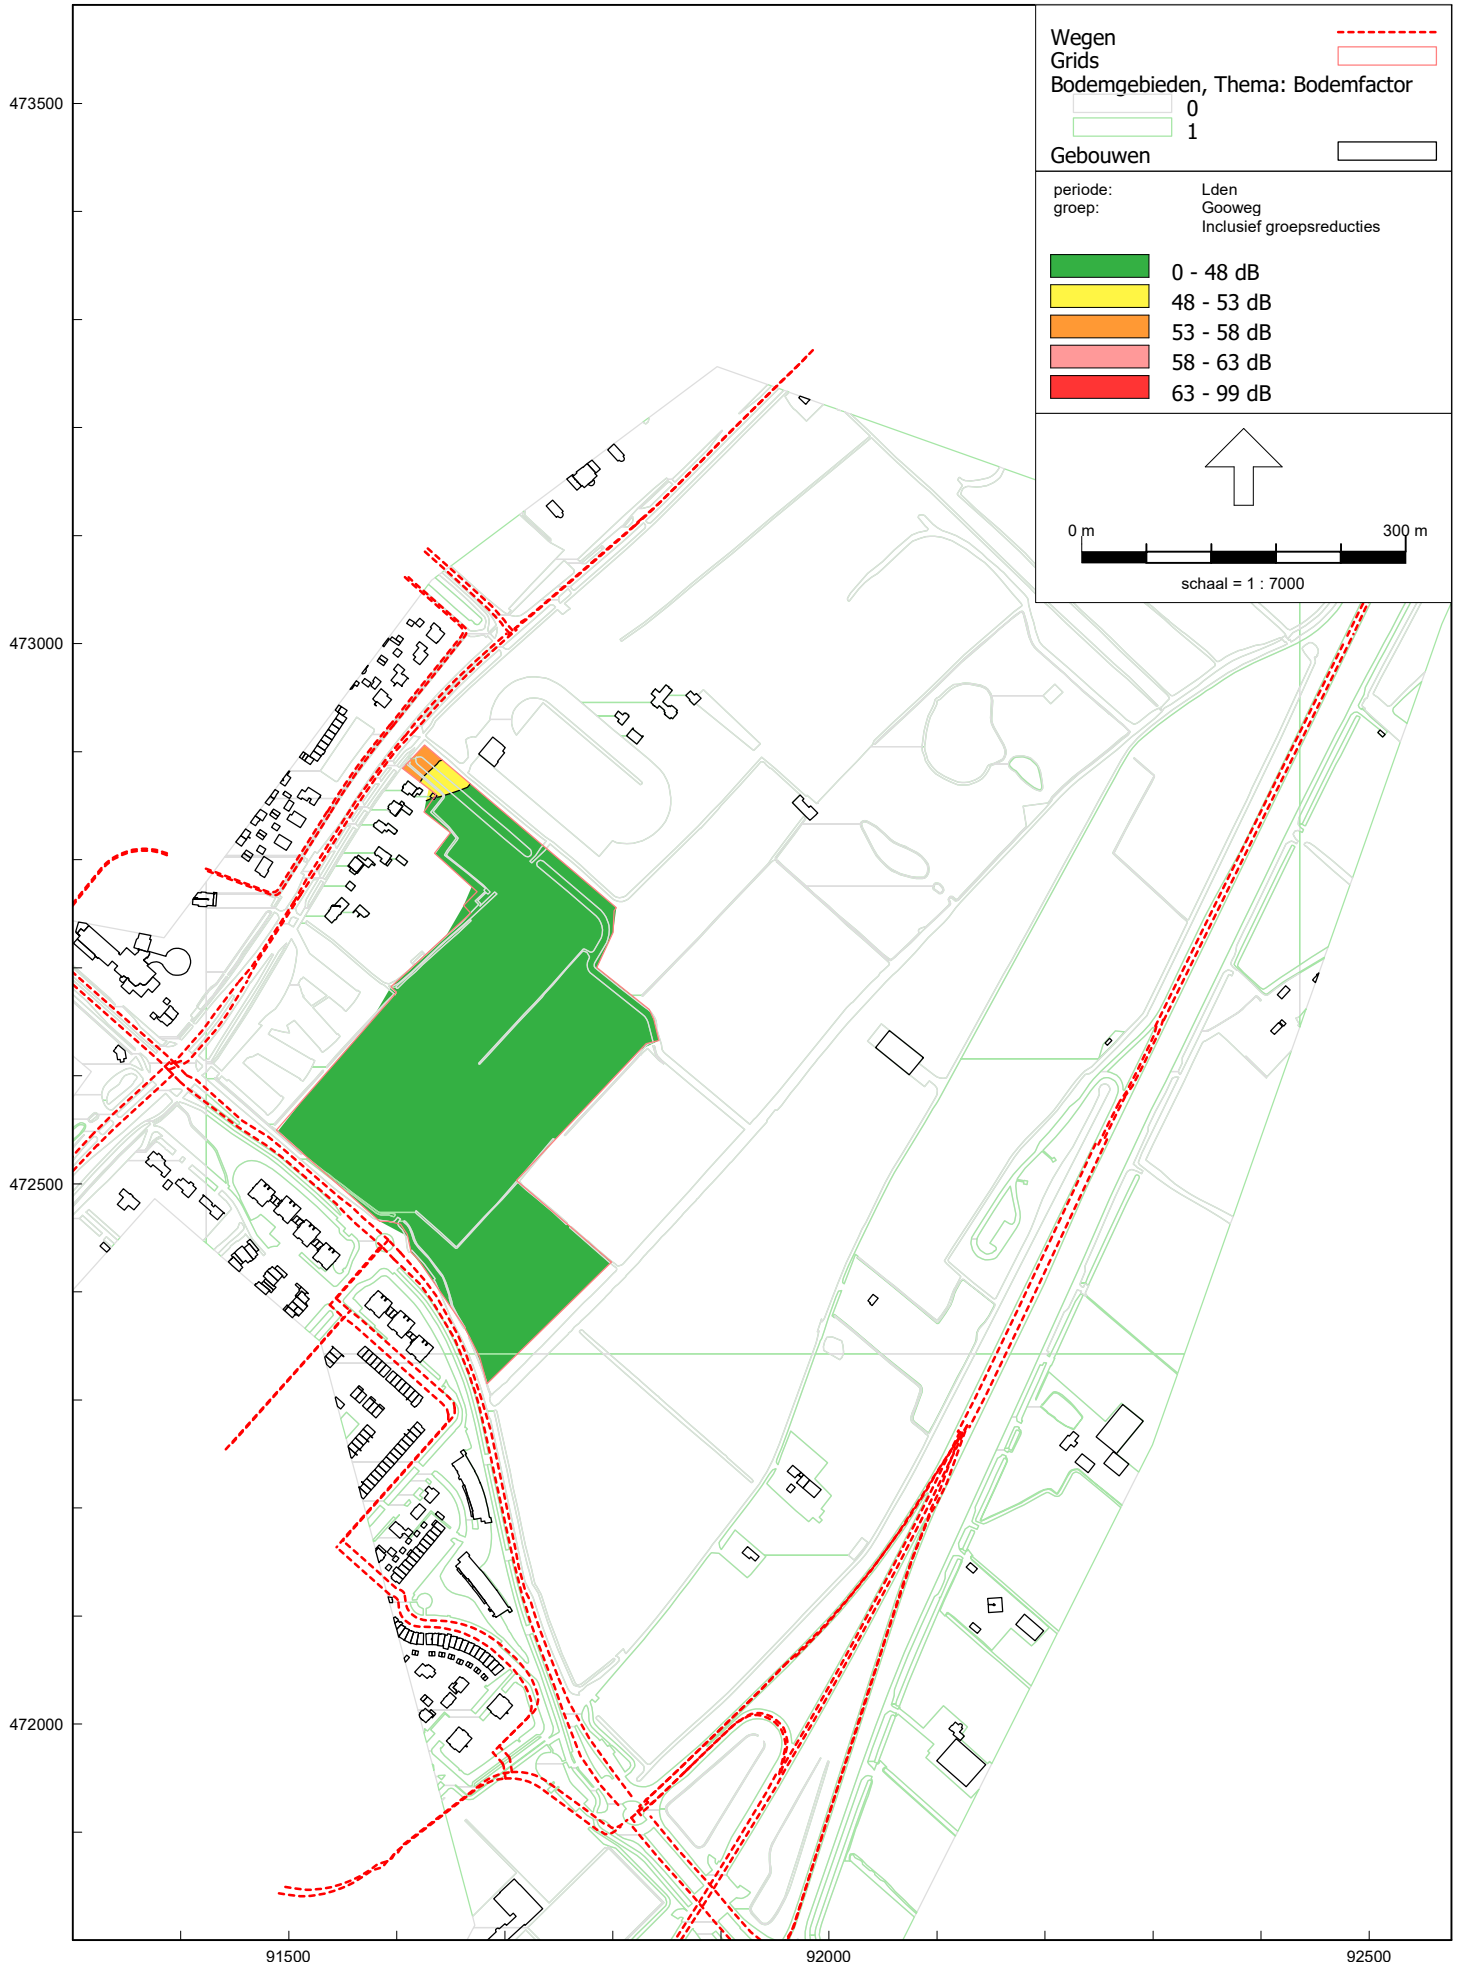 Wegen
Grids
Bodemgebieden, Thema: Bodemfactor
0
1
Gebouwen
periode: Lden
groep: Gooweg
Inclusief groepsreducties
0 - 48 dB
48 - 53 dB
53 - 58 dB
58 - 63 dB
63 - 99 dB
0 m 300 m
schaal = 1 : 7000
473500
473000
472500
472000
91500 92000 92500